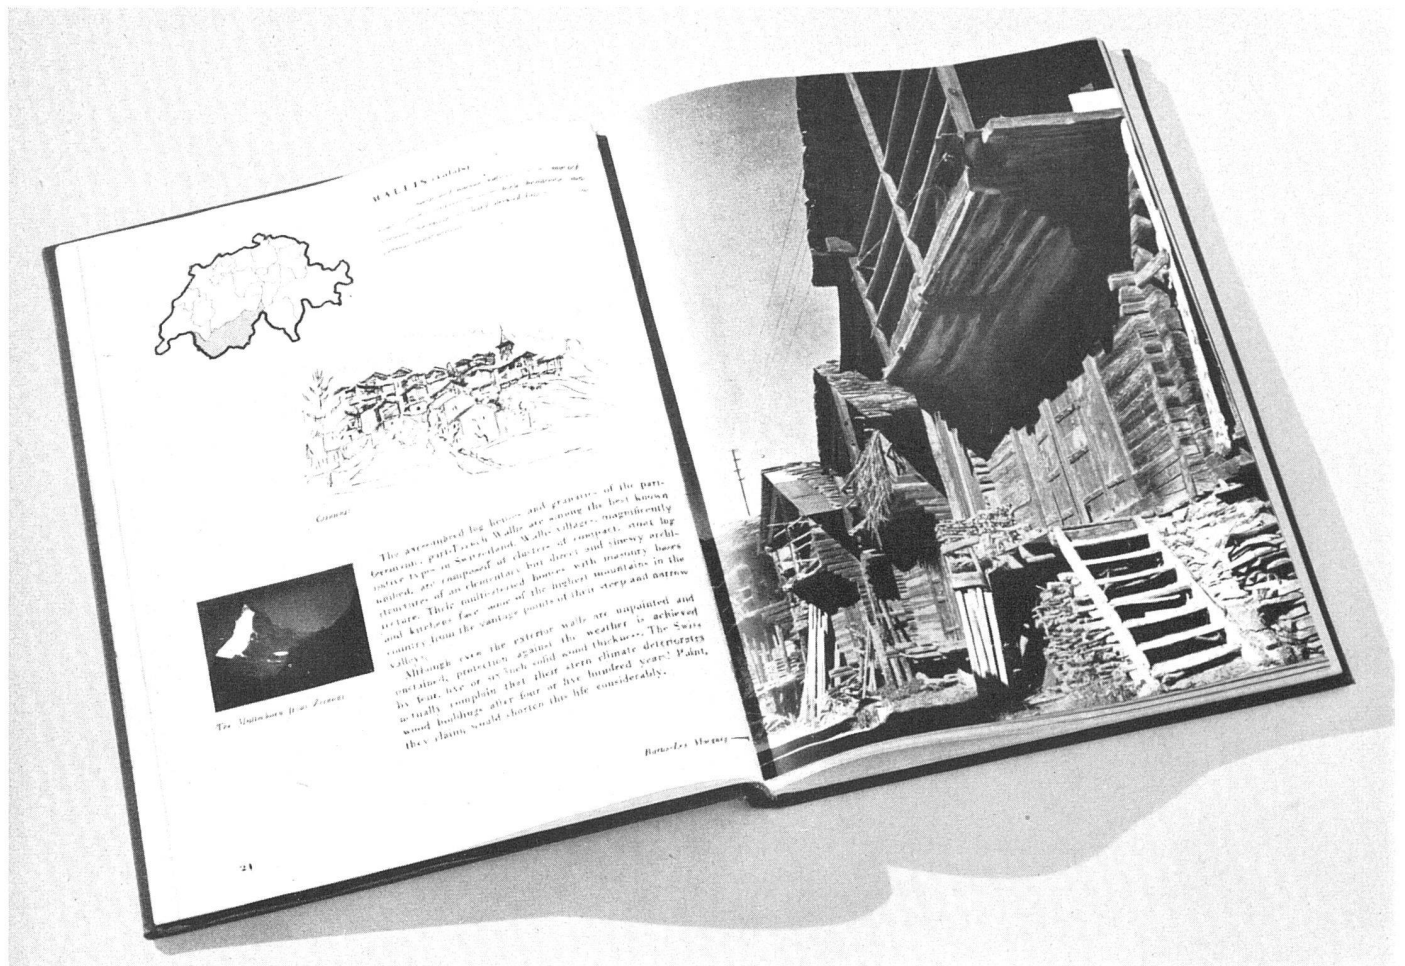 WALLIS
The axe-sundered log houses and granaries of the part-
German, part-French Wallis are among the best known
native types in Switzerland. Wallis villages, magnificently
unified, are composed of clusters of compact, stout log
structures of an elementary but direct and sinewy archi-
tecture. Their multistoried houses with masonry bases
and kitchens face some of the highest mountains in the
country from the vantage points of their steep and narrow
valleys.
Although even the exterior walls are unpainted and
unstained, protection against the weather is achieved
by four, five or six inch solid wood thickness. The Swiss
actually complain that their stern climate deteriorates
wood buildings after four or five hundred years! Paint,
they claim, would shorten this life considerably.
The Matterhorn from Zermatt
24